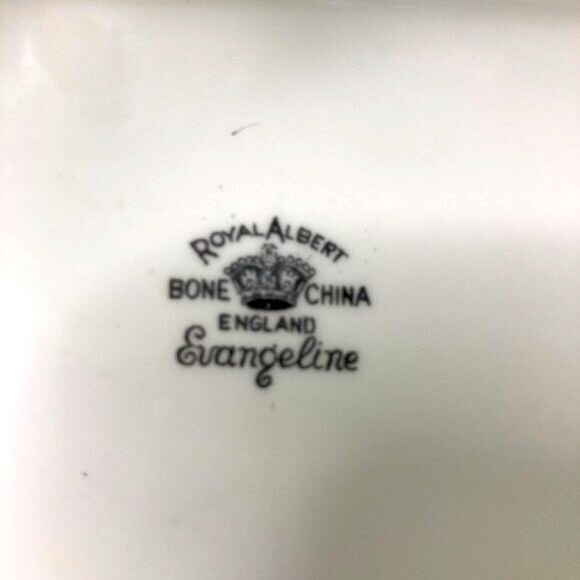 ROYAL ALBERT
BONE CHINA
ENGLAND
Evangeline